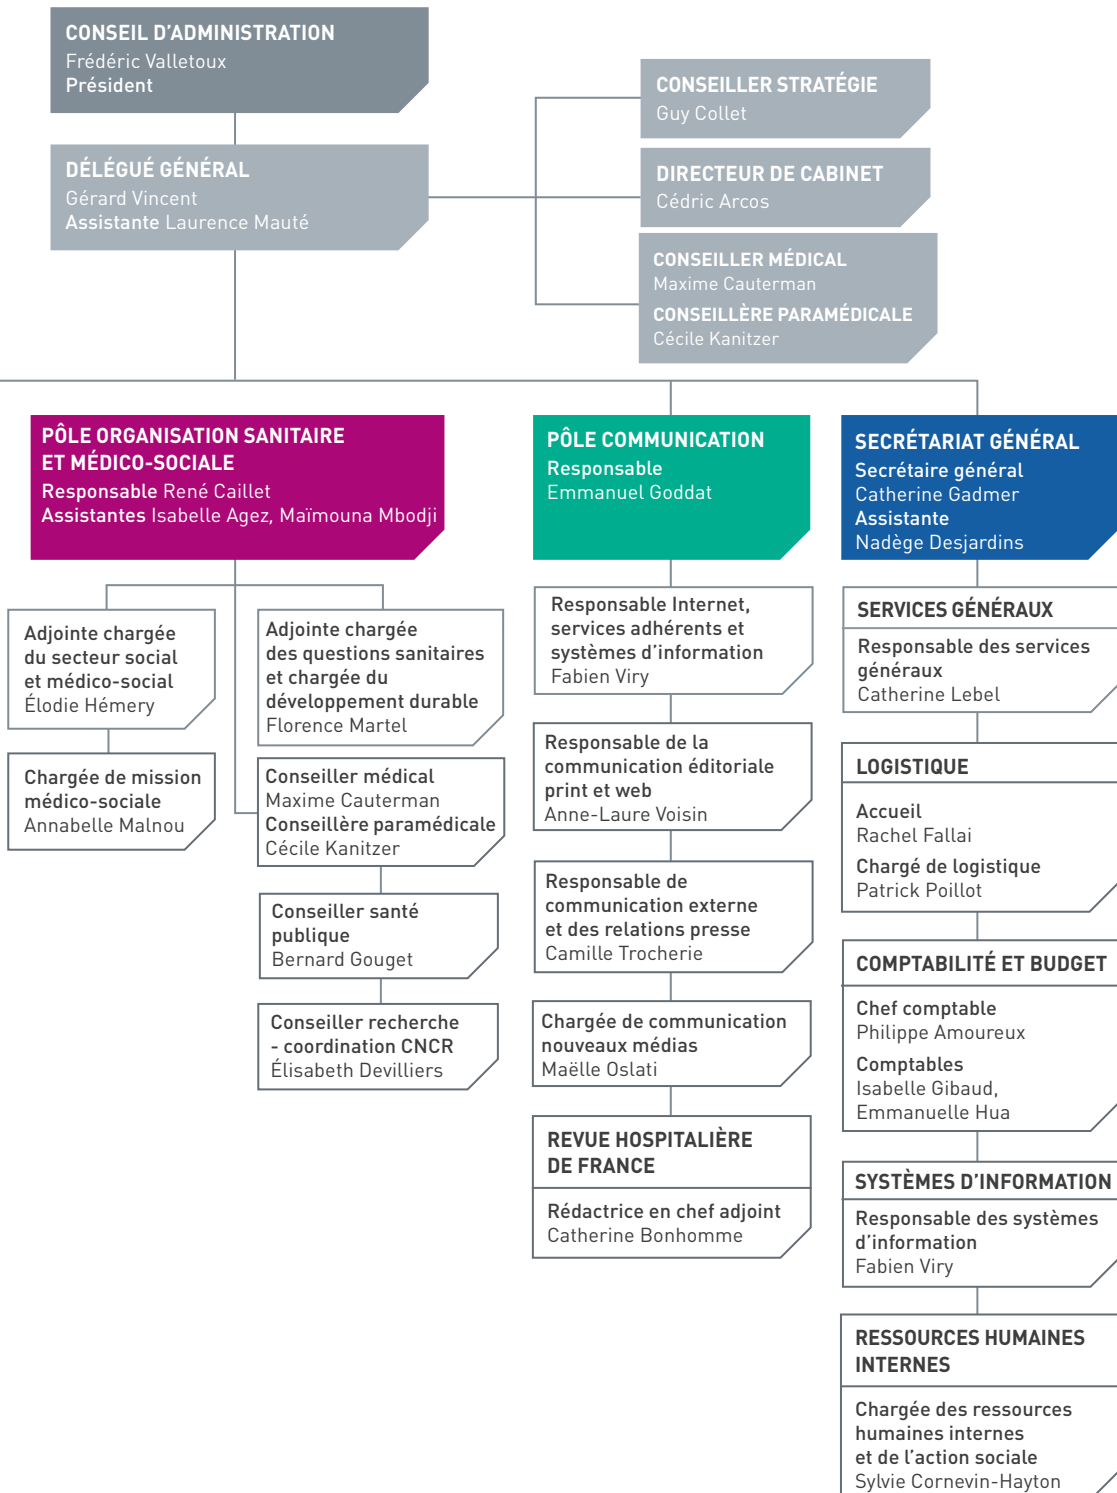 CONSEIL D'ADMINISTRATION
Frédéric Valletoux
Président
DÉLÉGUÉ GÉNÉRAL
Gérard Vincent
Assistante Laurence Mauté
CONSEILLER STRATÉGIE
Guy Collet
DIRECTEUR DE CABINET
Cédric Arcos
CONSEILLER MÉDICAL
Maxime Cauterman
CONSEILLÈRE PARAMÉDICALE
Cécile Kanitzer
PÔLE ORGANISATION SANITAIRE
ET MÉDICO-SOCIALE
Responsable René Caillet
Assistantes Isabelle Agez, Maïmouna Mbodji
Adjointe chargée
du secteur social
et médico-social
Élodie Hémery
Chargée de mission
médico-sociale
Annabelle Malnou
Adjointe chargée
des questions sanitaires
et chargée du
développement durable
Florence Martel
Conseiller médical
Maxime Cauterman
Conseillère paramédicale
Cécile Kanitzer
Conseiller santé
publique
Bernard Gouget
Conseiller recherche
- coordination CNCR
Élisabeth Devilliers
PÔLE COMMUNICATION
Responsable
Emmanuel Goddat
Responsable Internet,
services adhérents et
systèmes d'information
Fabien Viry
Responsable de la
communication éditoriale
print et web
Anne-Laure Voisin
Responsable de
communication externe
et des relations presse
Camille Trocherie
Chargée de communication
nouveaux médias
Maëlle Oslati
REVUE HOSPITALIÈRE
DE FRANCE
Rédactrice en chef adjoint
Catherine Bonhomme
SECRÉTARIAT GÉNÉRAL
Secrétaire général
Catherine Gadmer
Assistante
Nadège Desjardins
SERVICES GÉNÉRAUX
Responsable des services
généraux
Catherine Lebel
LOGISTIQUE
Accueil
Rachel Fallai
Chargé de logistique
Patrick Poillot
COMPTABILITÉ ET BUDGET
Chef comptable
Philippe Amoureux
Comptables
Isabelle Gibaud,
Emmanuelle Hua
SYSTÈMES D'INFORMATION
Responsable des systèmes
d'information
Fabien Viry
RESSOURCES HUMAINES
INTERNES
Chargée des ressources
humaines internes
et de l'action sociale
Sylvie Cornevin-Hayton